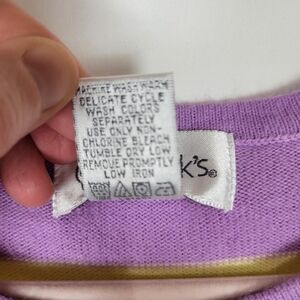 MACHINE WASH WARM
DELICATE CYCLE
WASH COLORS
SEPARATELY
USE ONLY NON-
CHLORINE BLEACH
TUMBLE DRY LOW
REMOVE PROMPTLY
LOW IRON
K'S®